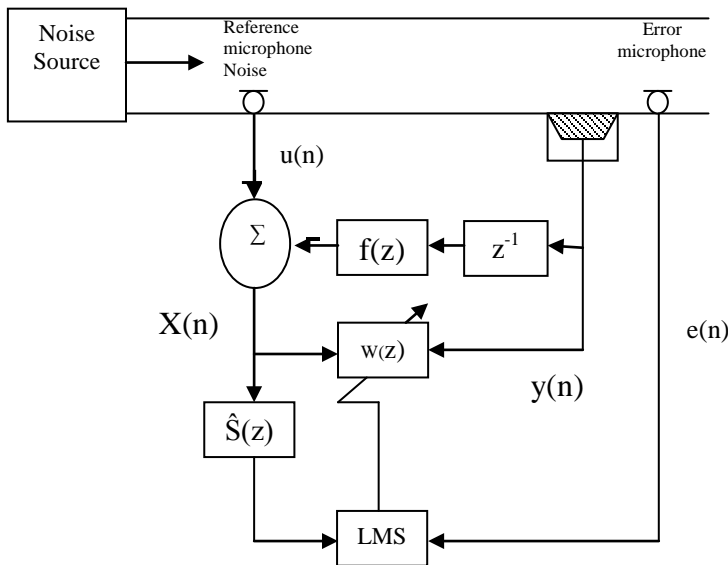 Noise
Source
Reference
microphone
Noise
Error
microphone
u(n)
Σ
f(z)
z⁻¹
X(n)
w(z)
e(n)
y(n)
Ŝ(z)
LMS